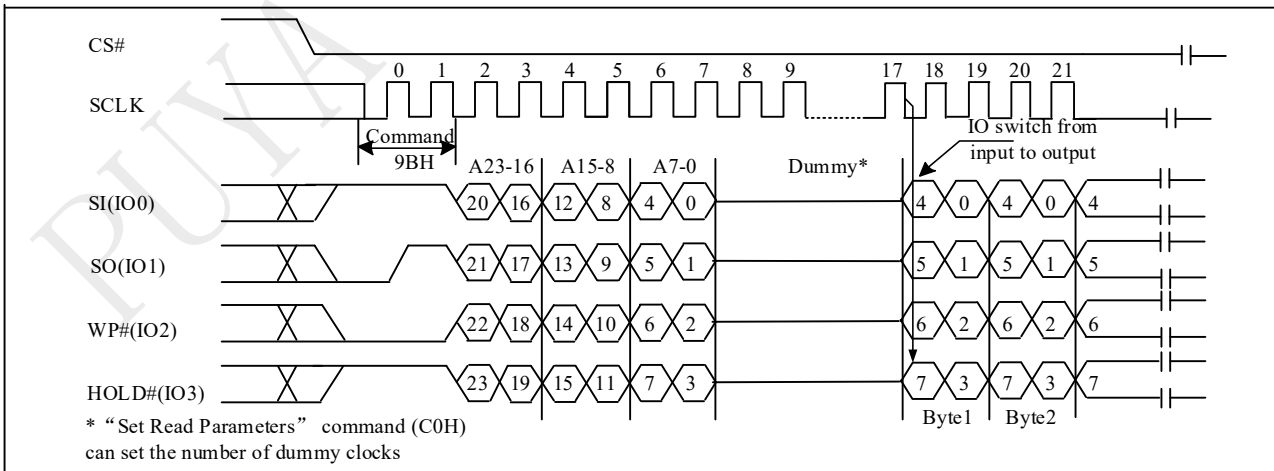 PUYA
CS#
0 1 2 3 4 5 6 7 8 9 17 18 19 20 21
SCLK
Command
9BH
IO switch from
input to output
A23-16 A15-8 A7-0 Dummy*
SI(IO0) 20 16 12 8 4 0 4 0 4 0 4
SO(IO1) 21 17 13 9 5 1 5 1 5 1 5
WP#(IO2) 22 18 14 10 6 2 6 2 6 2 6
HOLD#(IO3) 23 19 15 11 7 3 7 3 7 3 7
Byte1 Byte2
* “Set Read Parameters” command (C0H)
can set the number of dummy clocks